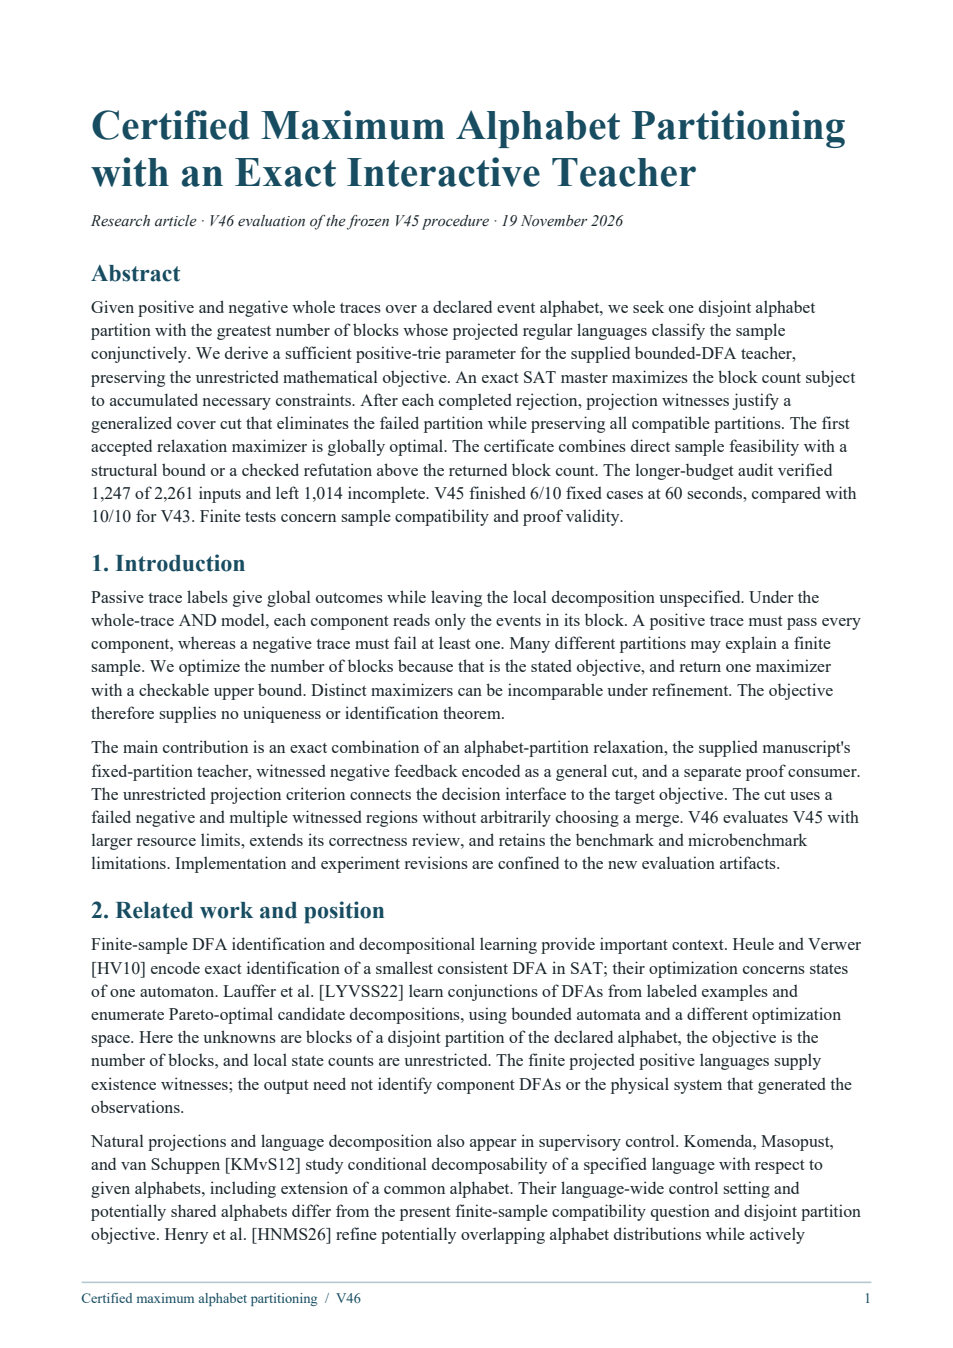 Certified Maximum Alphabet Partitioning
with an Exact Interactive Teacher
Research article · V46 evaluation of the frozen V45 procedure · 19 November 2026
Abstract
Given positive and negative whole traces over a declared event alphabet, we seek one disjoint alphabet
partition with the greatest number of blocks whose projected regular languages classify the sample
conjunctively. We derive a sufficient positive-trie parameter for the supplied bounded-DFA teacher,
preserving the unrestricted mathematical objective. An exact SAT master maximizes the block count subject
to accumulated necessary constraints. After each completed rejection, projection witnesses justify a
generalized cover cut that eliminates the failed partition while preserving all compatible partitions. The first
accepted relaxation maximizer is globally optimal. The certificate combines direct sample feasibility with a
structural bound or a checked refutation above the returned block count. The longer-budget audit verified
1,247 of 2,261 inputs and left 1,014 incomplete. V45 finished 6/10 fixed cases at 60 seconds, compared with
10/10 for V43. Finite tests concern sample compatibility and proof validity.
1. Introduction
Passive trace labels give global outcomes while leaving the local decomposition unspecified. Under the
whole-trace AND model, each component reads only the events in its block. A positive trace must pass every
component, whereas a negative trace must fail at least one. Many different partitions may explain a finite
sample. We optimize the number of blocks because that is the stated objective, and return one maximizer
with a checkable upper bound. Distinct maximizers can be incomparable under refinement. The objective
therefore supplies no uniqueness or identification theorem.
The main contribution is an exact combination of an alphabet-partition relaxation, the supplied manuscript's
fixed-partition teacher, witnessed negative feedback encoded as a general cut, and a separate proof consumer.
The unrestricted projection criterion connects the decision interface to the target objective. The cut uses a
failed negative and multiple witnessed regions without arbitrarily choosing a merge. V46 evaluates V45 with
larger resource limits, extends its correctness review, and retains the benchmark and microbenchmark
limitations. Implementation and experiment revisions are confined to the new evaluation artifacts.
2. Related work and position
Finite-sample DFA identification and decompositional learning provide important context. Heule and Verwer
[HV10] encode exact identification of a smallest consistent DFA in SAT; their optimization concerns states
of one automaton. Lauffer et al. [LYVSS22] learn conjunctions of DFAs from labeled examples and
enumerate Pareto-optimal candidate decompositions, using bounded automata and a different optimization
space. Here the unknowns are blocks of a disjoint partition of the declared alphabet, the objective is the
number of blocks, and local state counts are unrestricted. The finite projected positive languages supply
existence witnesses; the output need not identify component DFAs or the physical system that generated the
observations.
Natural projections and language decomposition also appear in supervisory control. Komenda, Masopust,
and van Schuppen [KMvS12] study conditional decomposability of a specified language with respect to
given alphabets, including extension of a common alphabet. Their language-wide control setting and
potentially shared alphabets differ from the present finite-sample compatibility question and disjoint partition
objective. Henry et al. [HNMS26] refine potentially overlapping alphabet distributions while actively
Certified maximum alphabet partitioning / V46
1